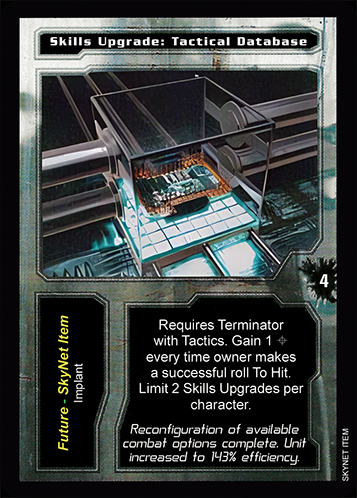 Skills Upgrade: Tactical Database
4
Future - SkyNet Item
Implant
Requires Terminator
with Tactics. Gain 1
every time owner makes
a successful roll To Hit.
Limit 2 Skills Upgrades per
character.
Reconfiguration of available
combat options complete. Unit
increased to 143% efficiency.
SKYNET ITEM